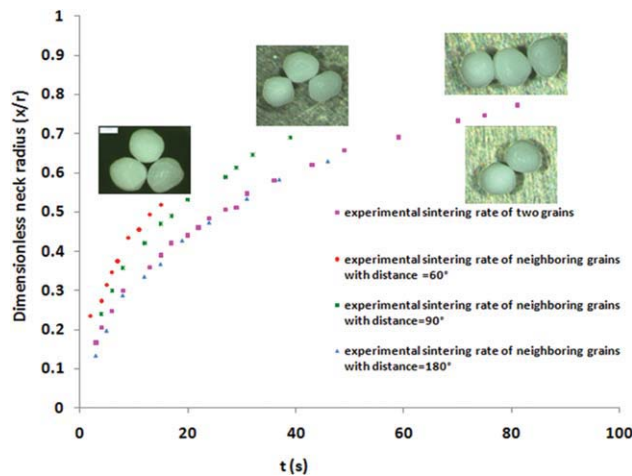 1
0.9
0.8
0.7
0.6
0.5
0.4
0.3
0.2
0.1
0
Dimensionless neck radius (x/r)
experimental sintering rate of two grains
experimental sintering rate of neighboring grains
with distance =60°
experimental sintering rate of neighboring grains
with distance=90°
experimental sintering rate of neighboring grains
with distance=180°
0 20 40 60 80 100
t (s)